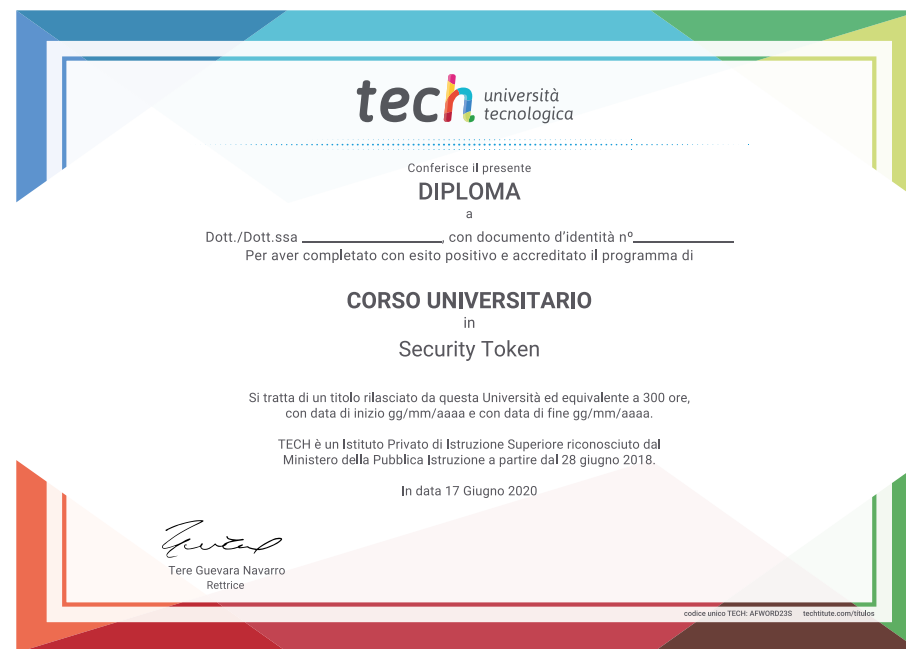 tech università
tecnologica
Conferisce il presente
DIPLOMA
a
Dott./Dott.ssa ____________________, con documento d'identità nº______________
Per aver completato con esito positivo e accreditato il programma di
CORSO UNIVERSITARIO
in
Security Token
Si tratta di un titolo rilasciato da questa Università ed equivalente a 300 ore,
con data di inizio gg/mm/aaaa e con data di fine gg/mm/aaaa.
TECH è un Istituto Privato di Istruzione Superiore riconosciuto dal
Ministero della Pubblica Istruzione a partire dal 28 giugno 2018.
In data 17 Giugno 2020
Tere Guevara Navarro
Rettrice
codice unico TECH: AFWORD23S techtitute.com/titulos